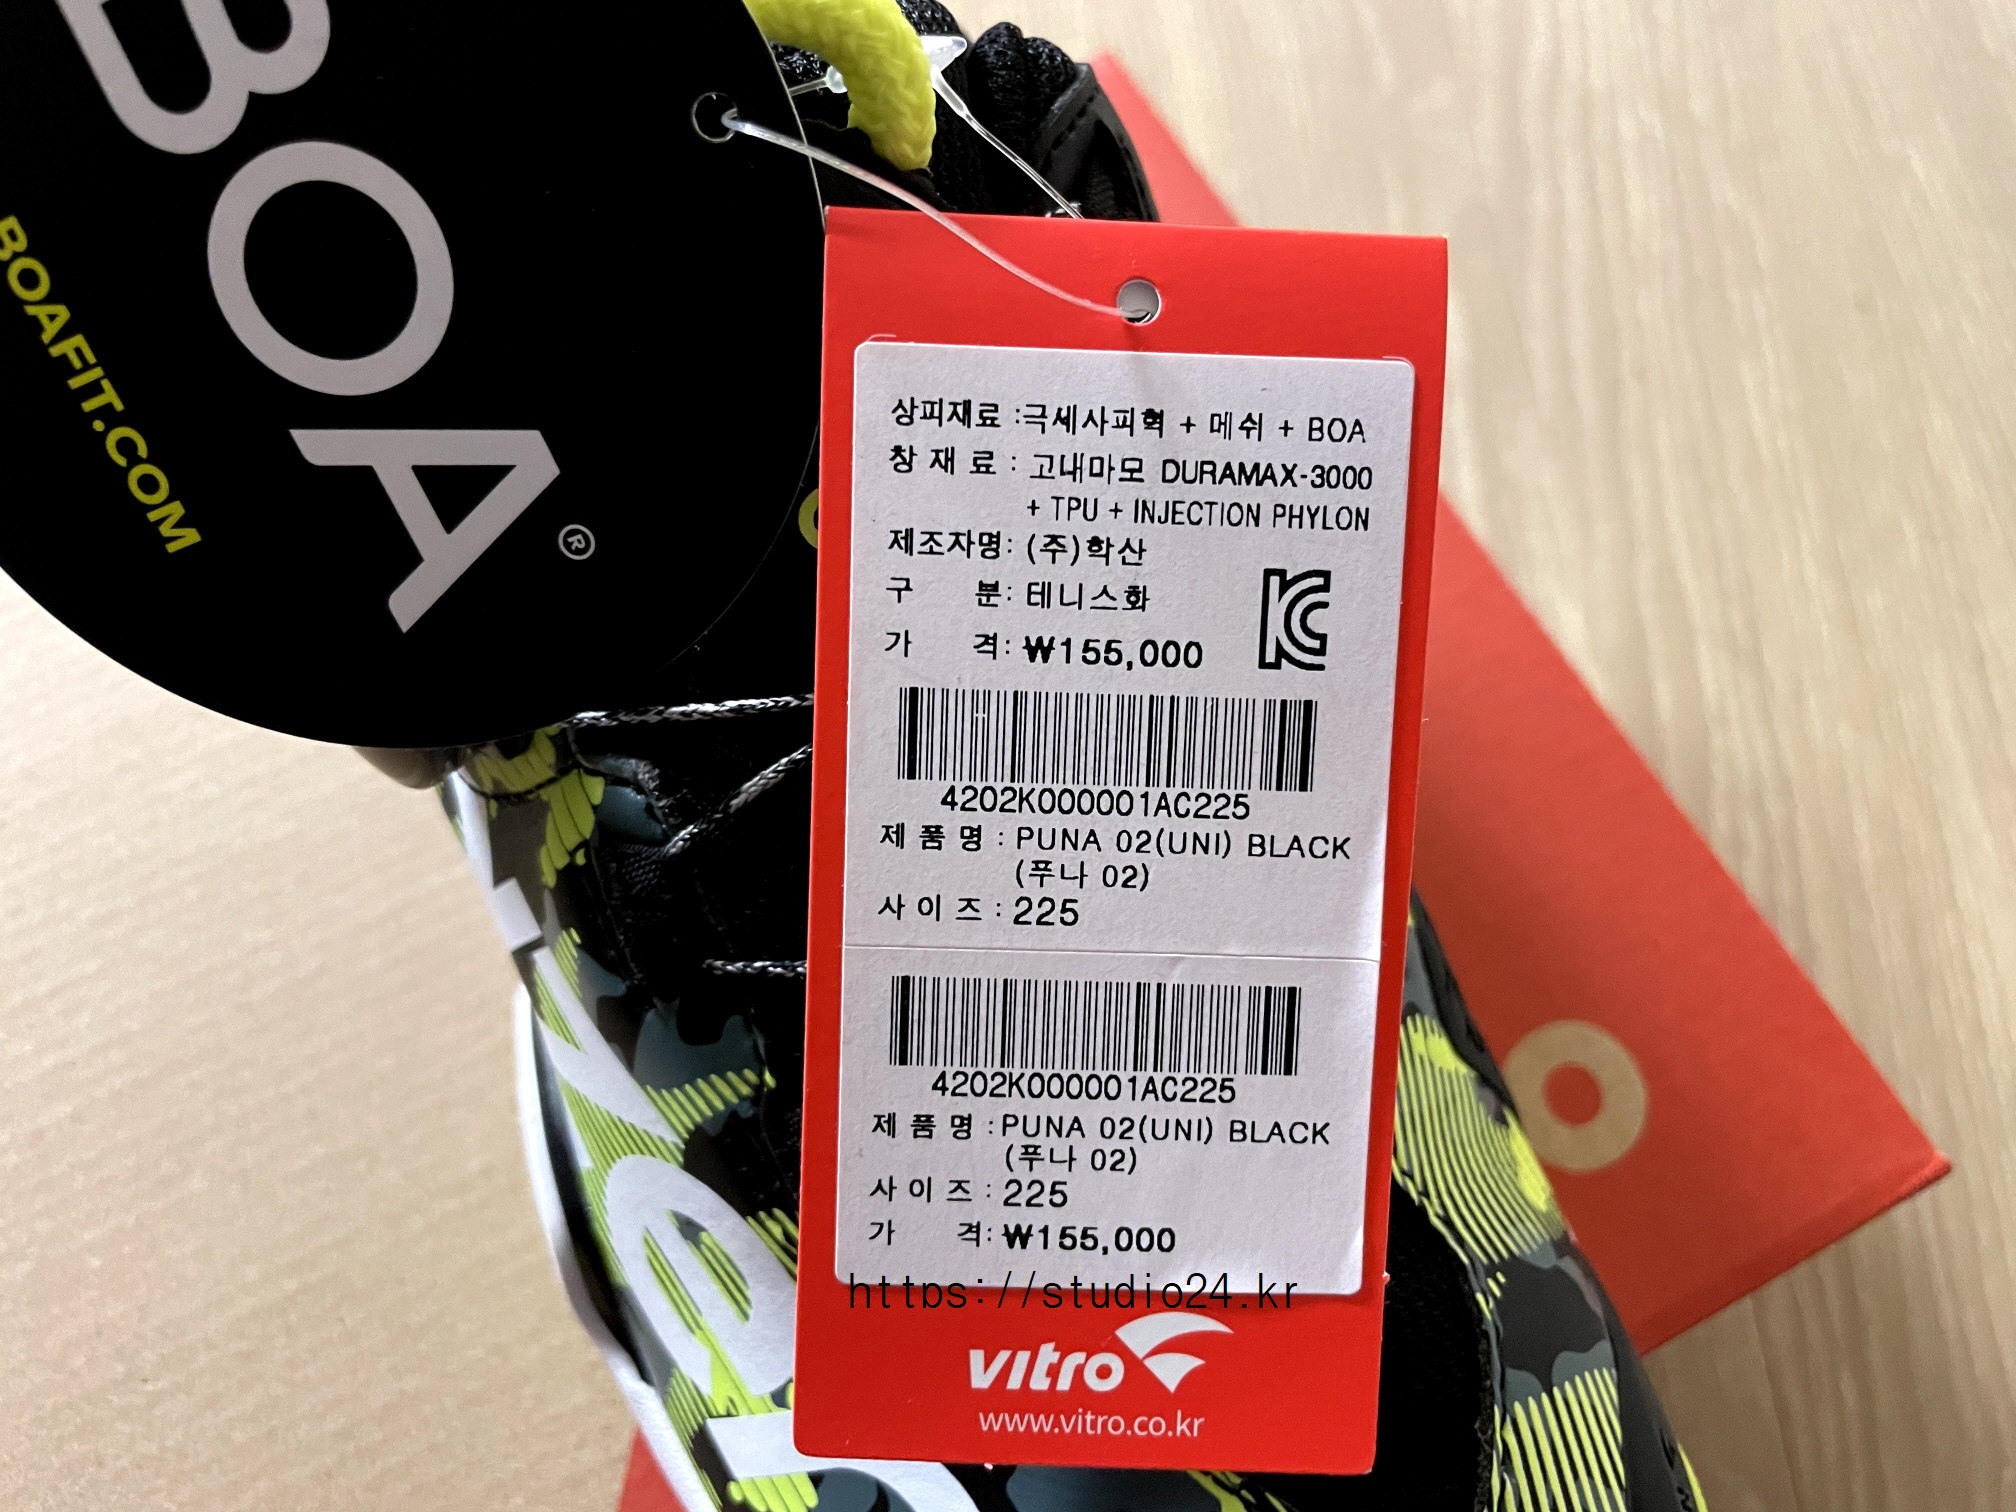 BOA®
BOAFIT.COM
상피재료 :극세사피혁 + 메쉬 + BOA
창 재 료 : 고내마모 DURAMAX-3000
+ TPU + INJECTION PHYLON
제조자명: (주)학산
구 분: 테니스화
가 격: ₩155,000
4202K000001AC225
제 품 명 : PUNA 02(UNI) BLACK
(푸나 02)
사 이 즈 : 225
4202K000001AC225
제 품 명 : PUNA 02(UNI) BLACK
(푸나 02)
사 이 즈 : 225
가 격: ₩155,000
https://studio24.kr
vitro
www.vitro.co.kr